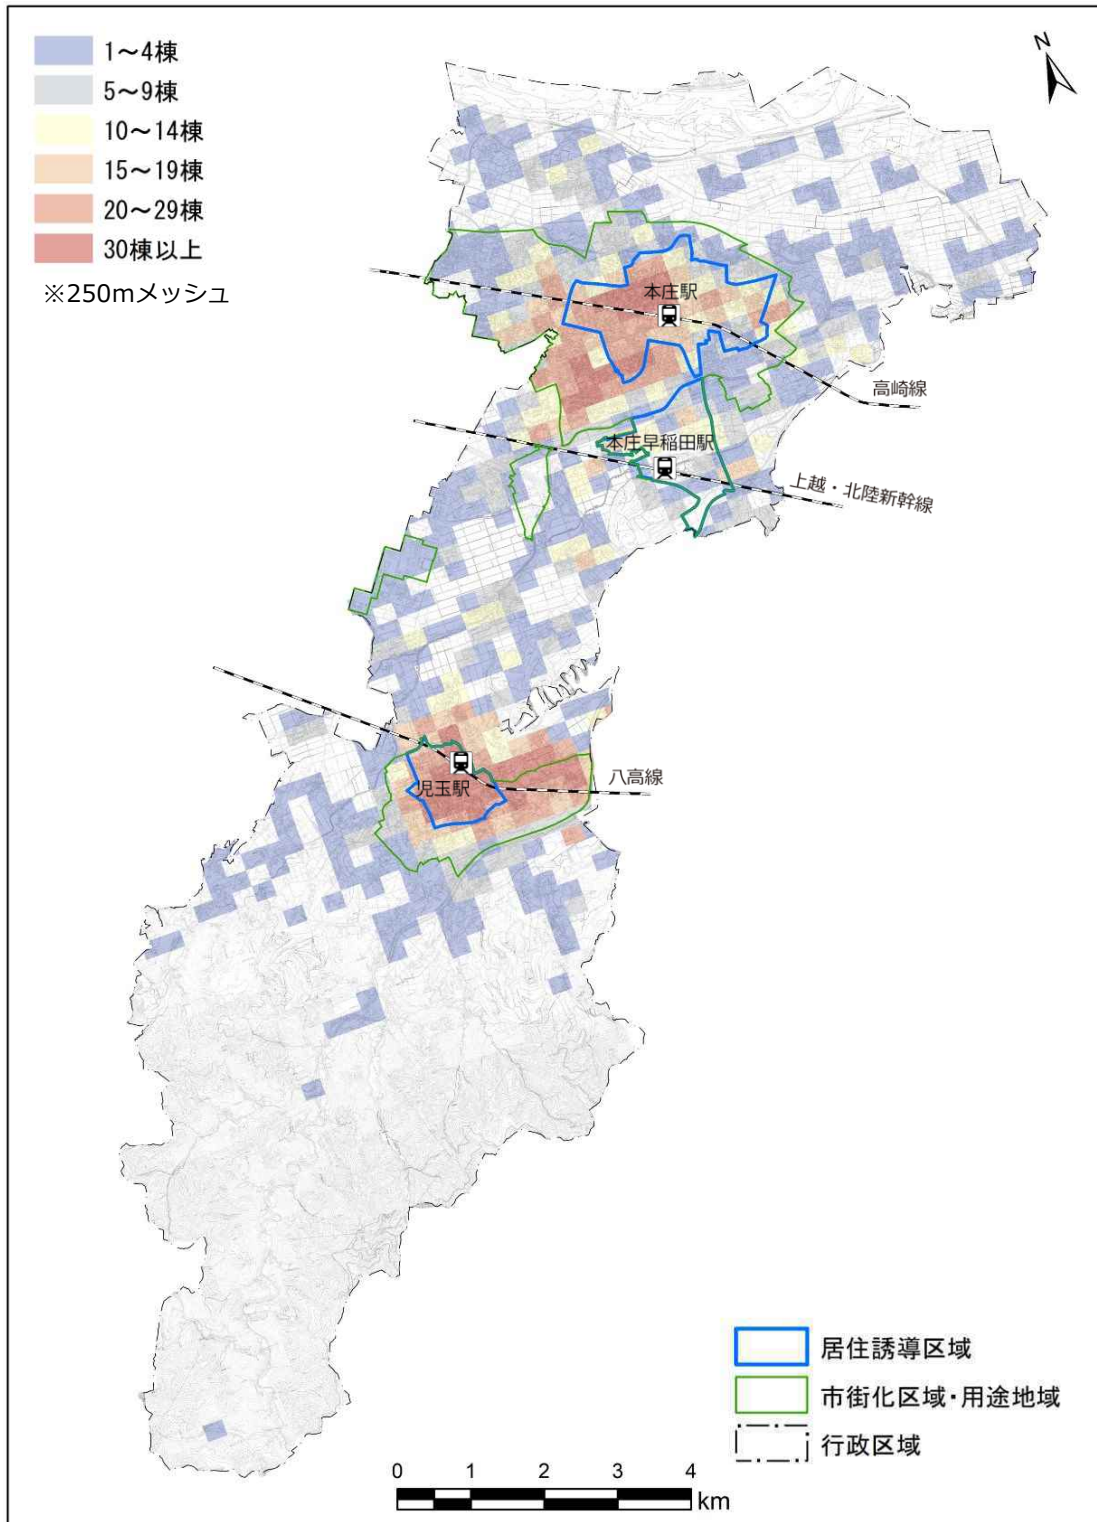 1～4棟
5～9棟
10～14棟
15～19棟
20～29棟
30棟以上
※250mメッシュ
N
本庄駅
高崎線
本庄早稲田駅
上越・北陸新幹線
児玉駅
八高線
居住誘導区域
市街化区域・用途地域
行政区域
0 1 2 3 4
km